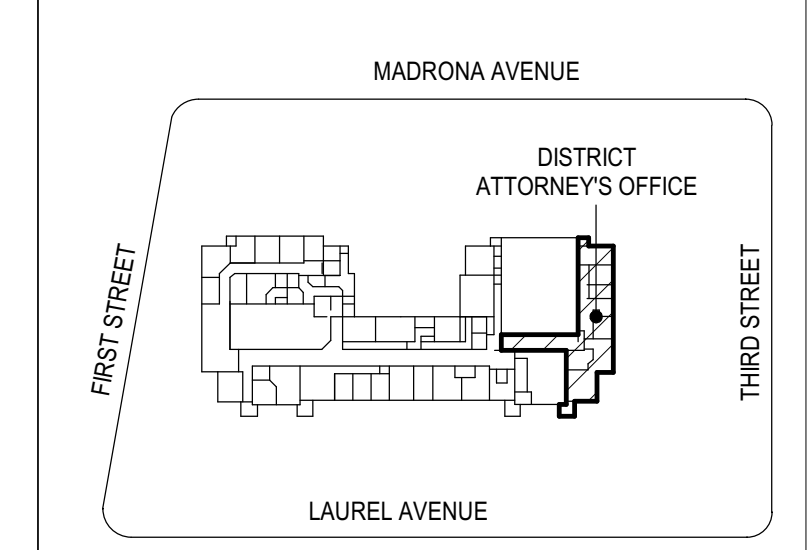 MADRONA AVENUE
DISTRICT
ATTORNEY'S OFFICE
FIRST STREET
THIRD STREET
LAUREL AVENUE